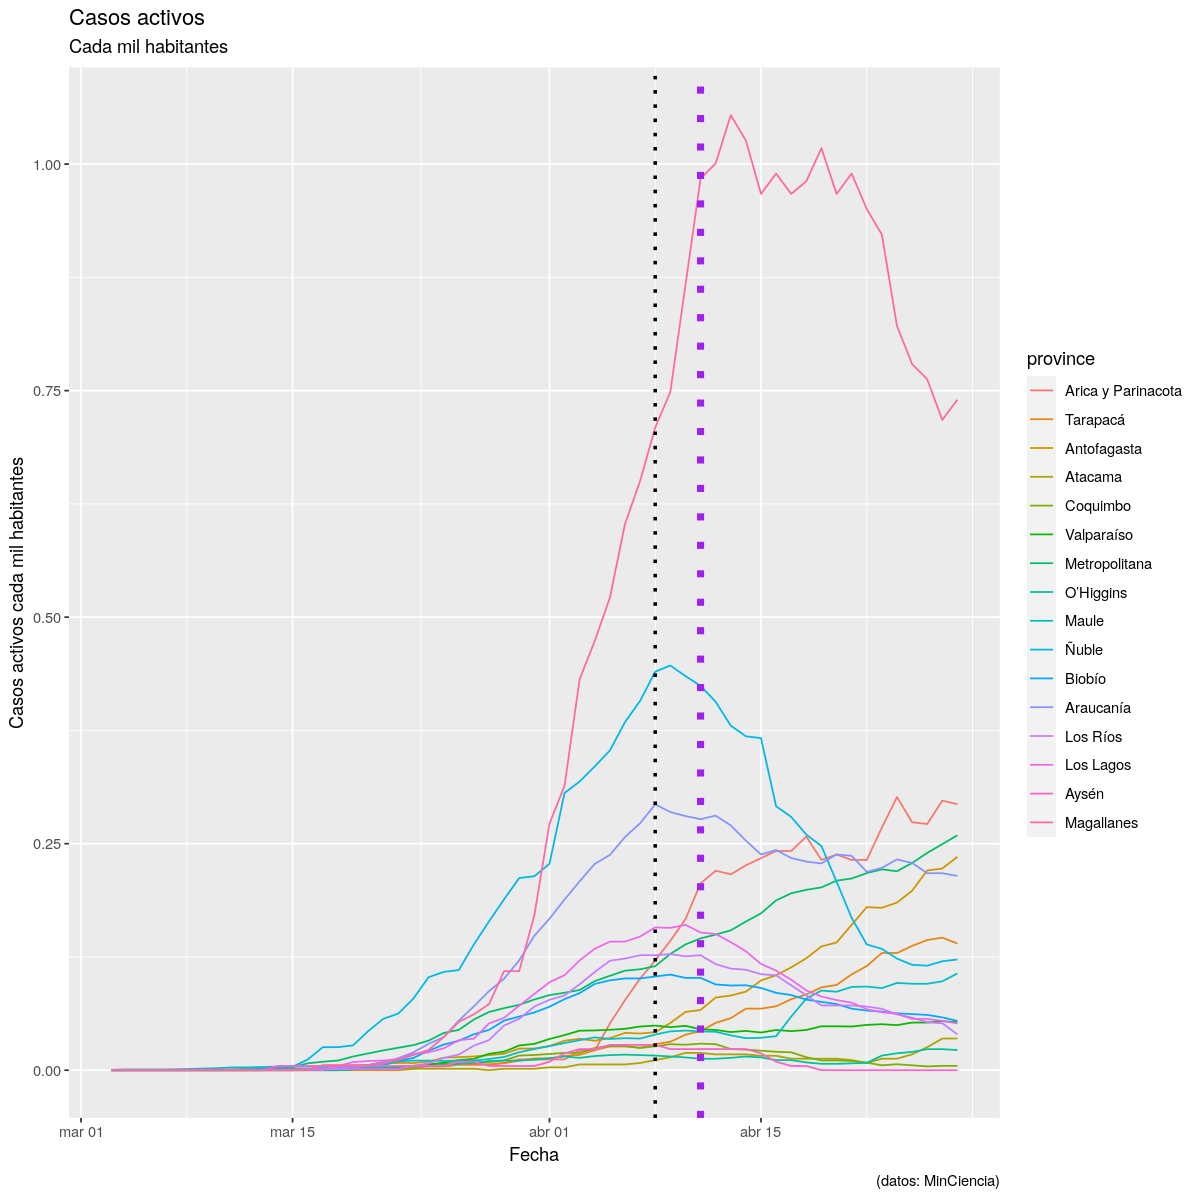 Casos activos
Cada mil habitantes
Casos activos cada mil habitantes
1.00
0.75
0.50
0.25
0.00
mar 01
mar 15
abr 01
abr 15
Fecha
province
Arica y Parinacota
Tarapacá
Antofagasta
Atacama
Coquimbo
Valparaíso
Metropolitana
O’Higgins
Maule
Ñuble
Biobío
Araucanía
Los Ríos
Los Lagos
Aysén
Magallanes
(datos: MinCiencia)